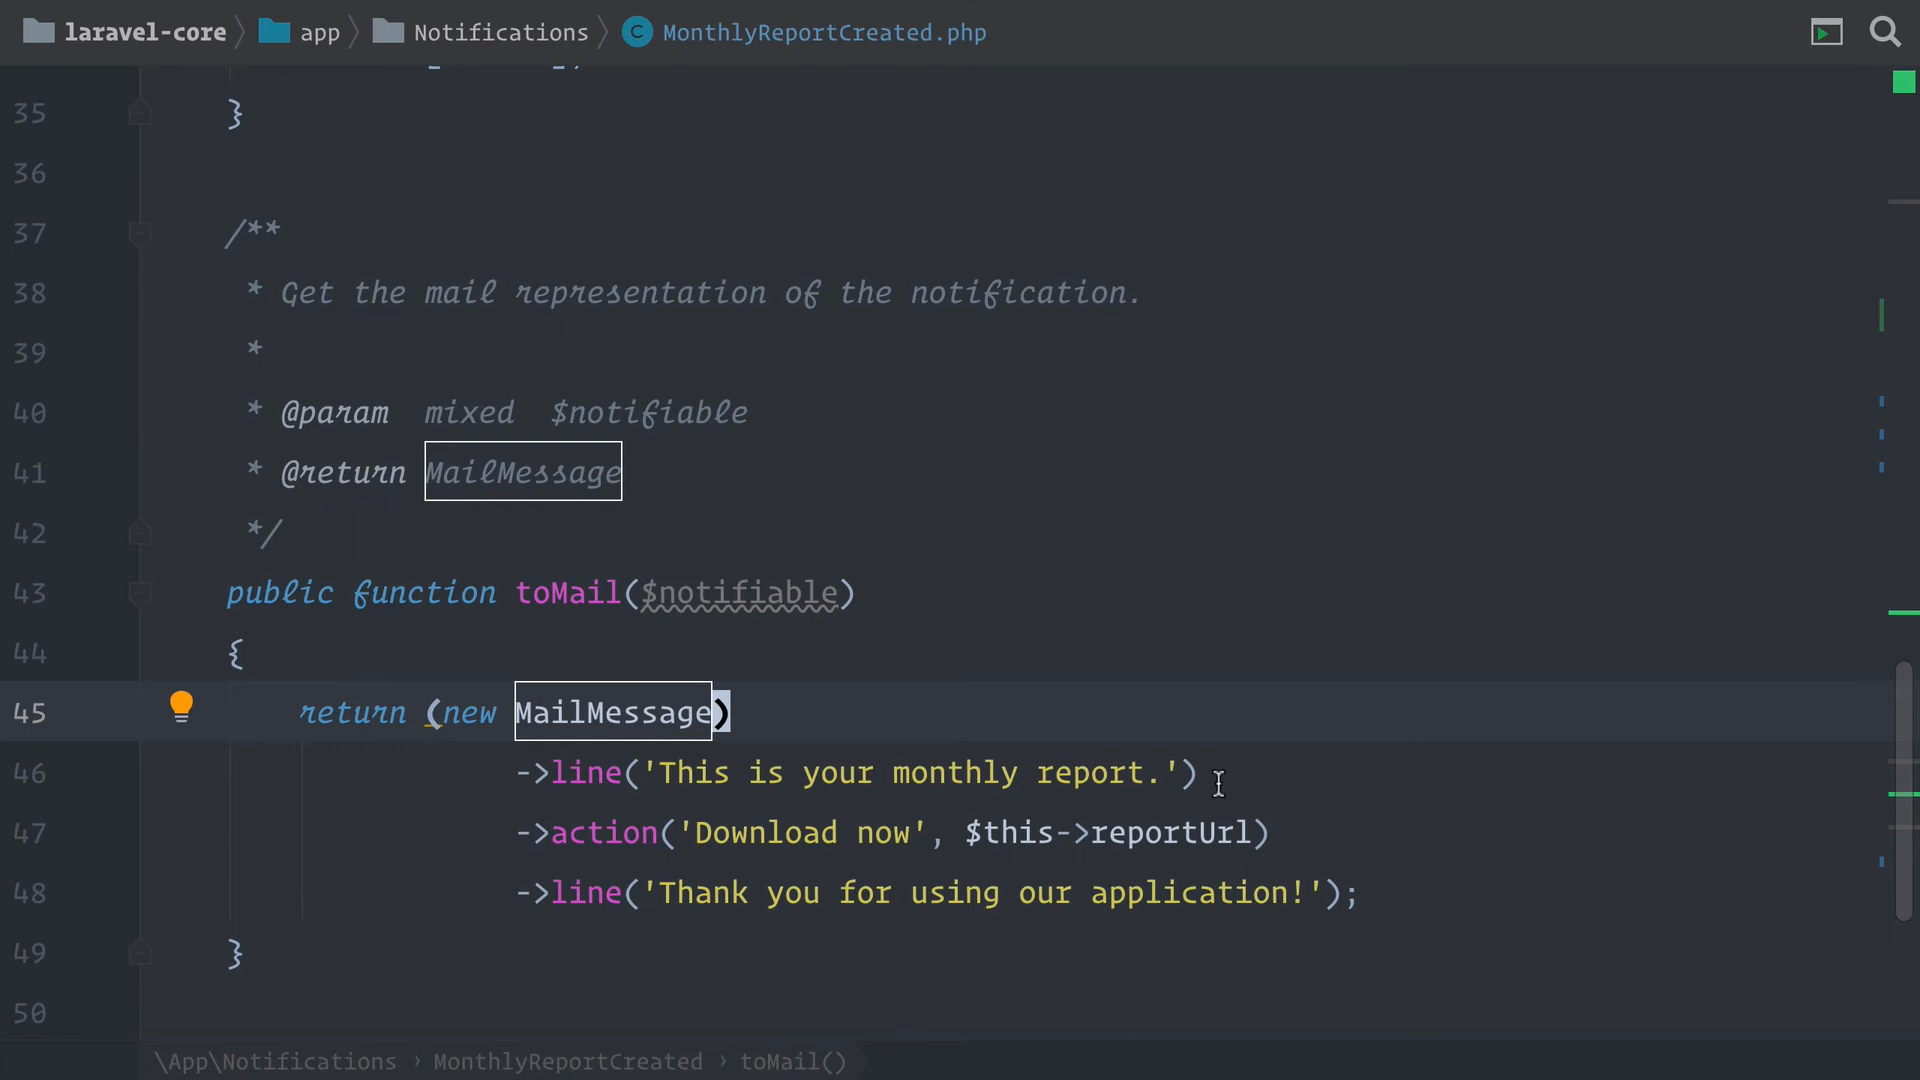 laravel-core app Notifications C MonthlyReportCreated.php
35 }
36
37 /**
38 * Get the mail representation of the notification.
39 *
40 * @param mixed $notifiable
41 * @return MailMessage
42 */
43 public function toMail($notifiable)
44 {
45 return (new MailMessage)
46 ->line('This is your monthly report.')
47 ->action('Download now', $this->reportUrl)
48 ->line('Thank you for using our application!');
49 }
50
\App\Notifications › MonthlyReportCreated › toMail()